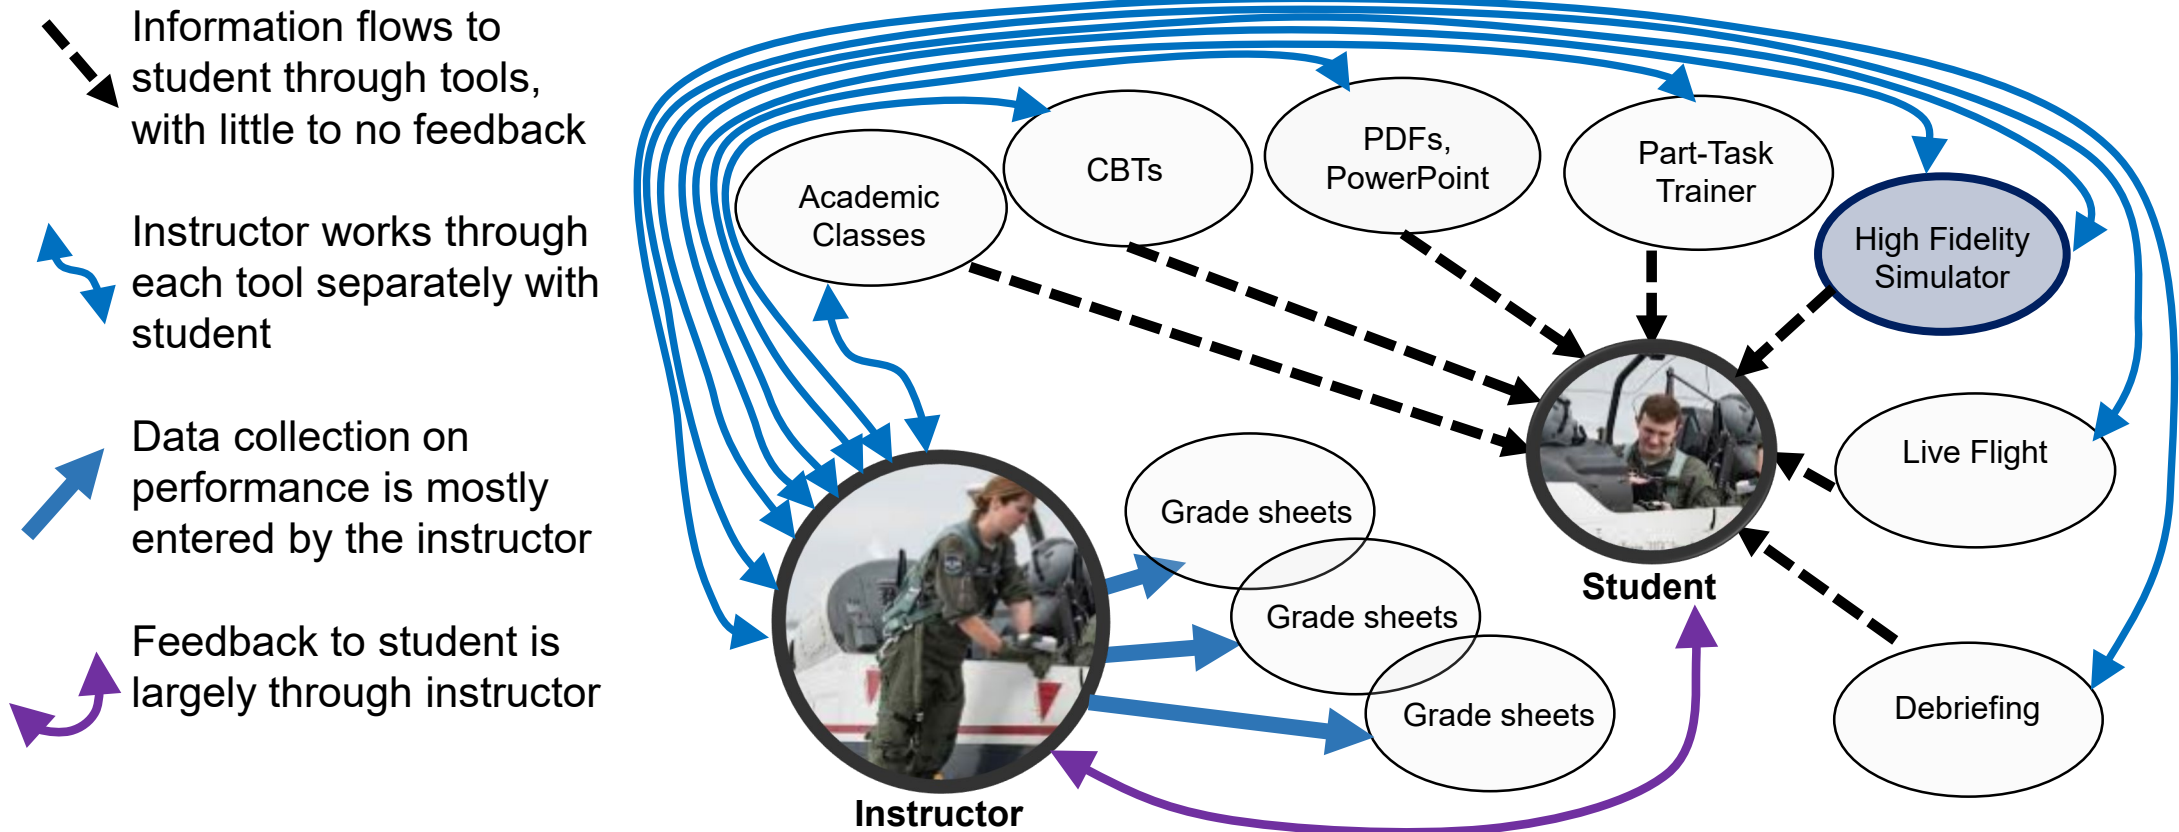 Information flows to
student through tools,
with little to no feedback
Instructor works through
each tool separately with
student
Data collection on
performance is mostly
entered by the instructor
Feedback to student is
largely through instructor
Academic
Classes
CBTs
PDFs,
PowerPoint
Part-Task
Trainer
High Fidelity
Simulator
Live Flight
Debriefing
Grade sheets
Grade sheets
Grade sheets
Student
Instructor